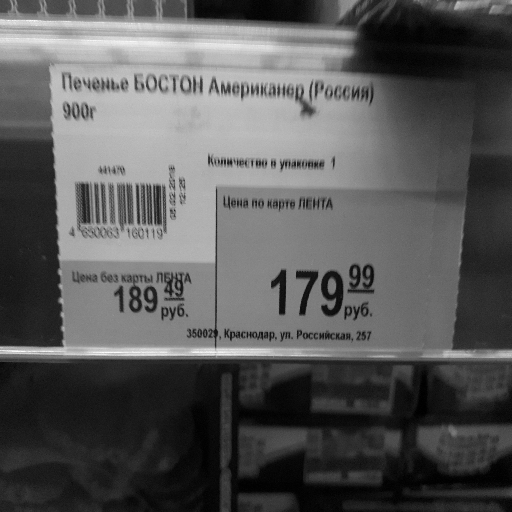 Печенье БОСТОН Американер (Россия)
900г
Количество в упаковке 1
441470
05.02.2018
12:25
4 650063 160119
Цена по карте ЛЕНТА
179 99
руб.
Цена без карты ЛЕНТА
189 49
руб.
350029, Краснодар, ул. Российская, 257